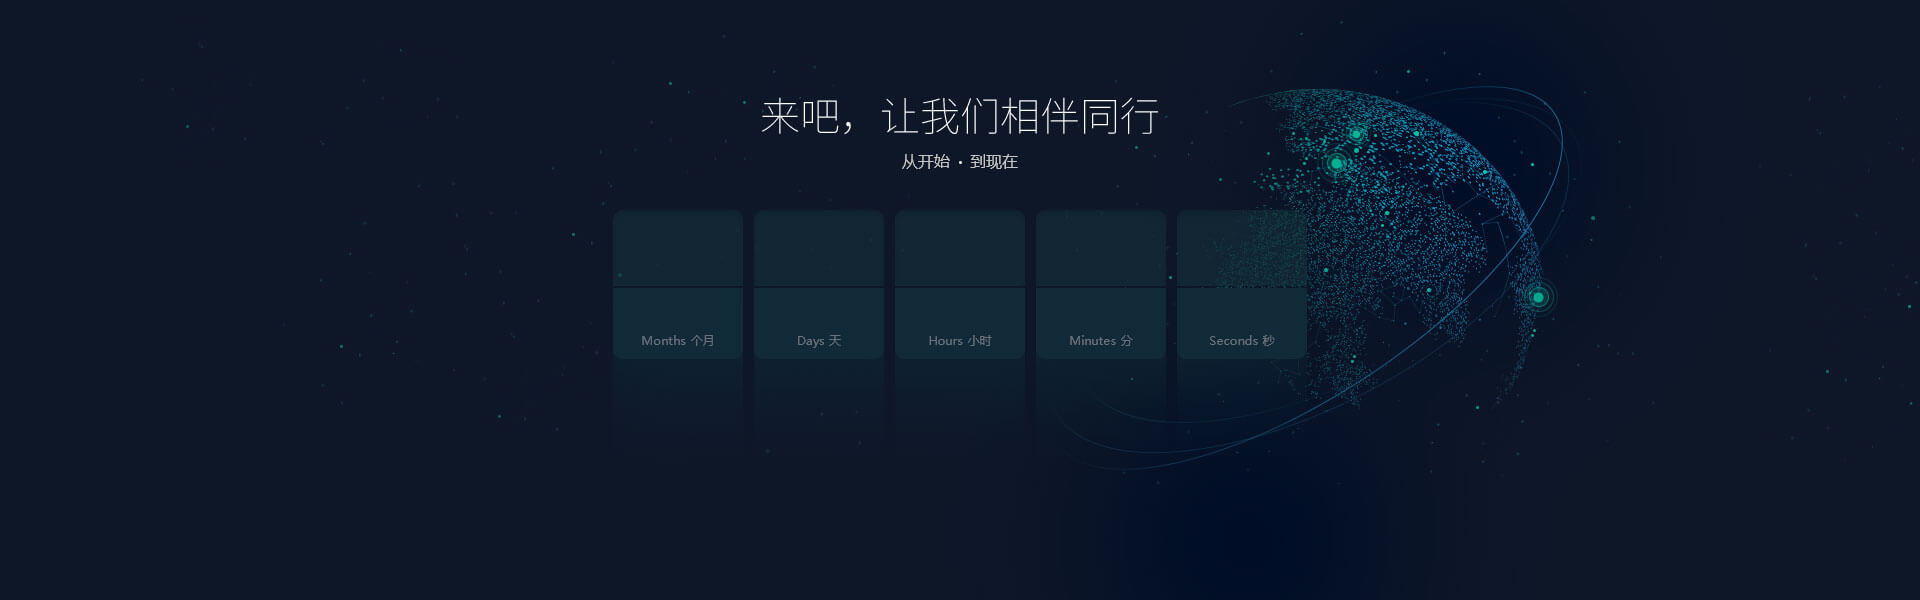 来吧，让我们相伴同行
从开始 · 到现在
Months 个月
Days 天
Hours 小时
Minutes 分
Seconds 秒